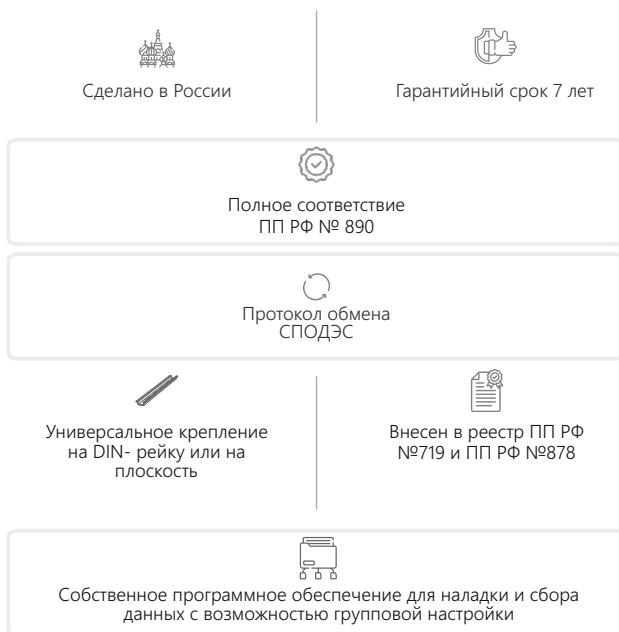 Сделано в России
Гарантийный срок 7 лет
Полное соответствие
ПП РФ № 890
Протокол обмена
СПОДЭС
Универсальное крепление
на DIN- рейку или на
плоскость
Внесен в реестр ПП РФ
№719 и ПП РФ №878
Собственное программное обеспечение для наладки и сбора
данных с возможностью групповой настройки